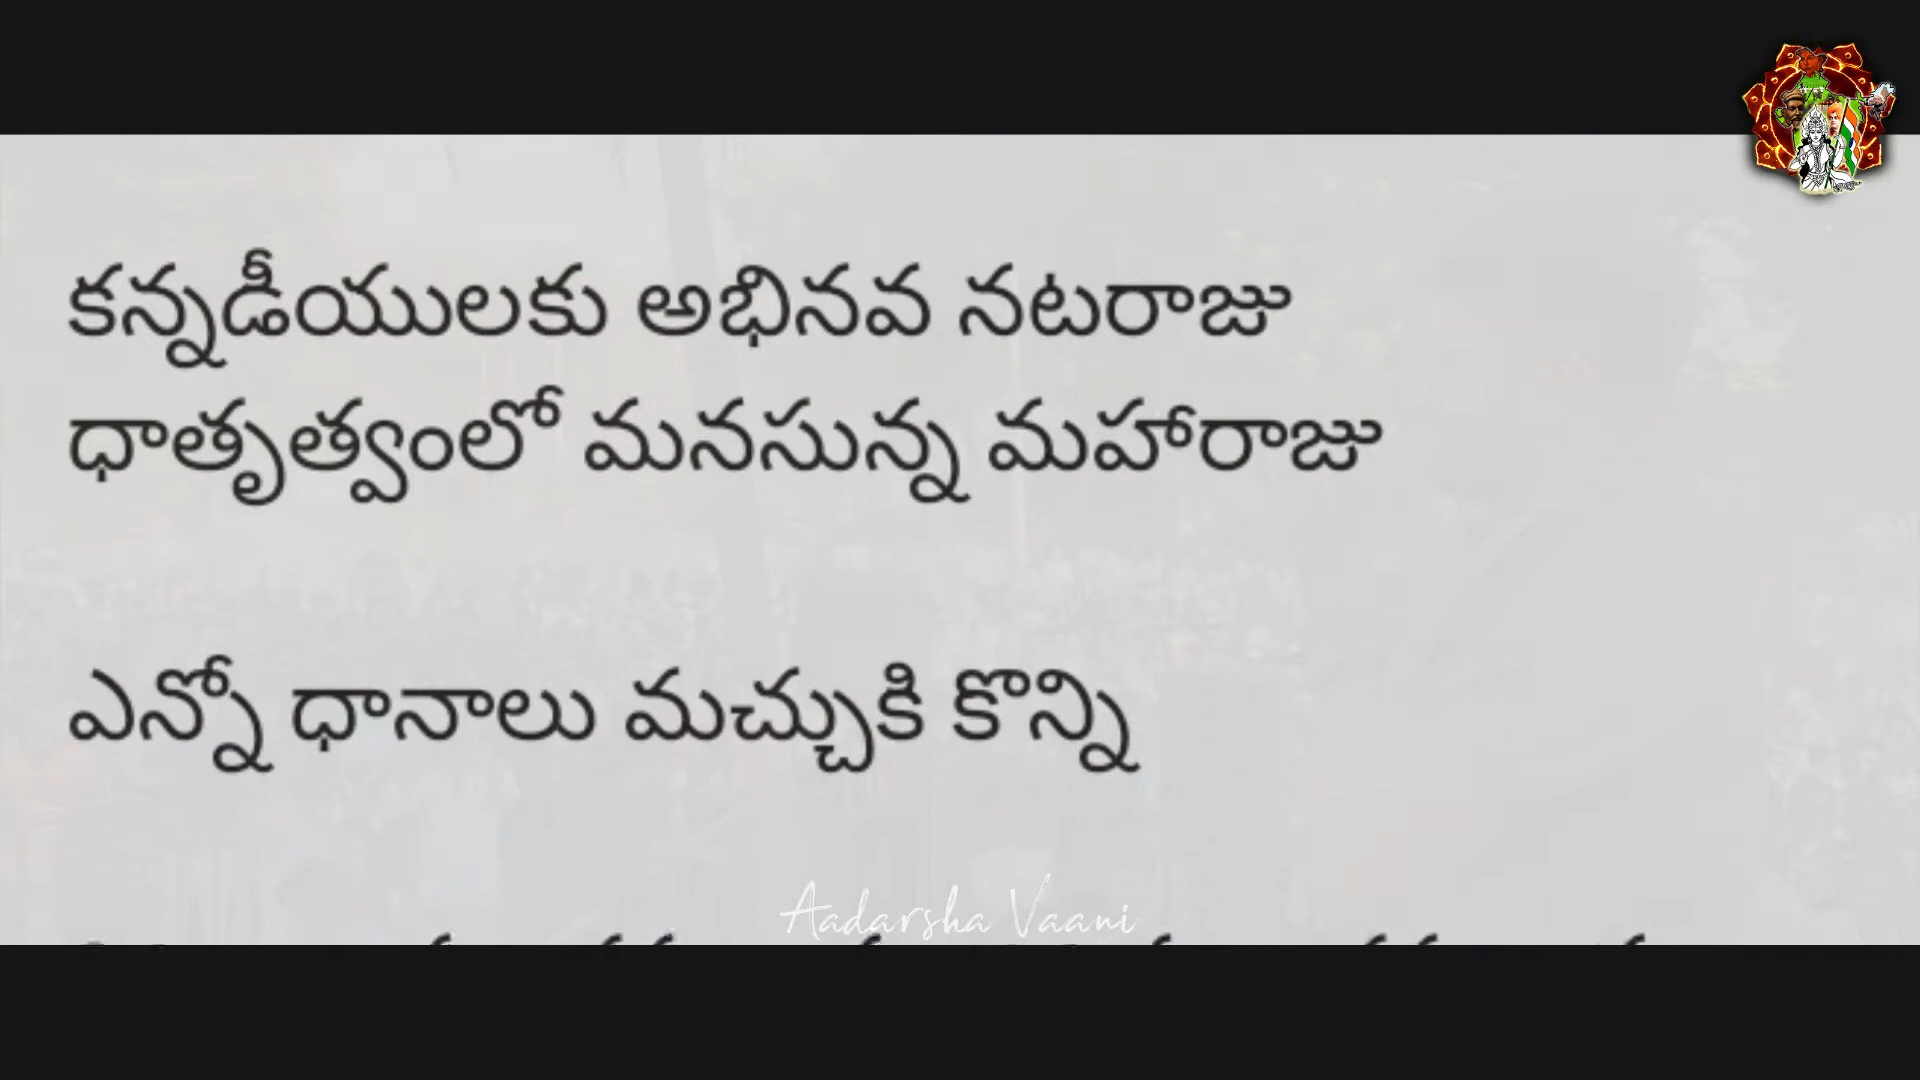 కన్నడీయులకు అభినవ నటరాజు
ధాతృత్వంలో మనసున్న మహారాజు
ఎన్నో ధానాలు మచ్చుకి కొన్ని
Aadarsha Vaani